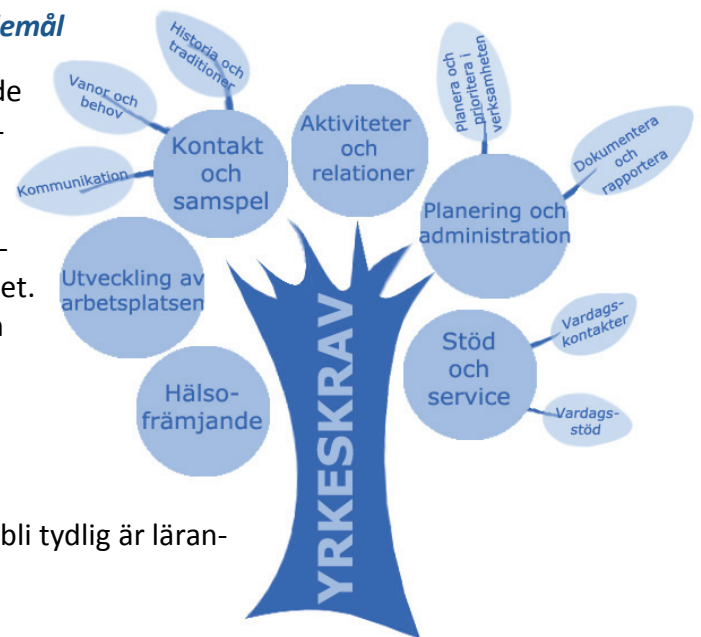 emål
de
-
-
et.
n
bli tydlig är läran-
Historia och
traditioner
Vanor och
behov
Kommunikation
Kontakt
och
samspel
Aktiviteter
och
relationer
Planera och
prioritera i
verksamheten
Dokumentera
och
rapportera
Planering och
administration
Utveckling av
arbetsplatsen
Hälso-
främjande
Stöd
och
service
Vardags-
kontakter
Vardags-
stöd
YRKESKRAV